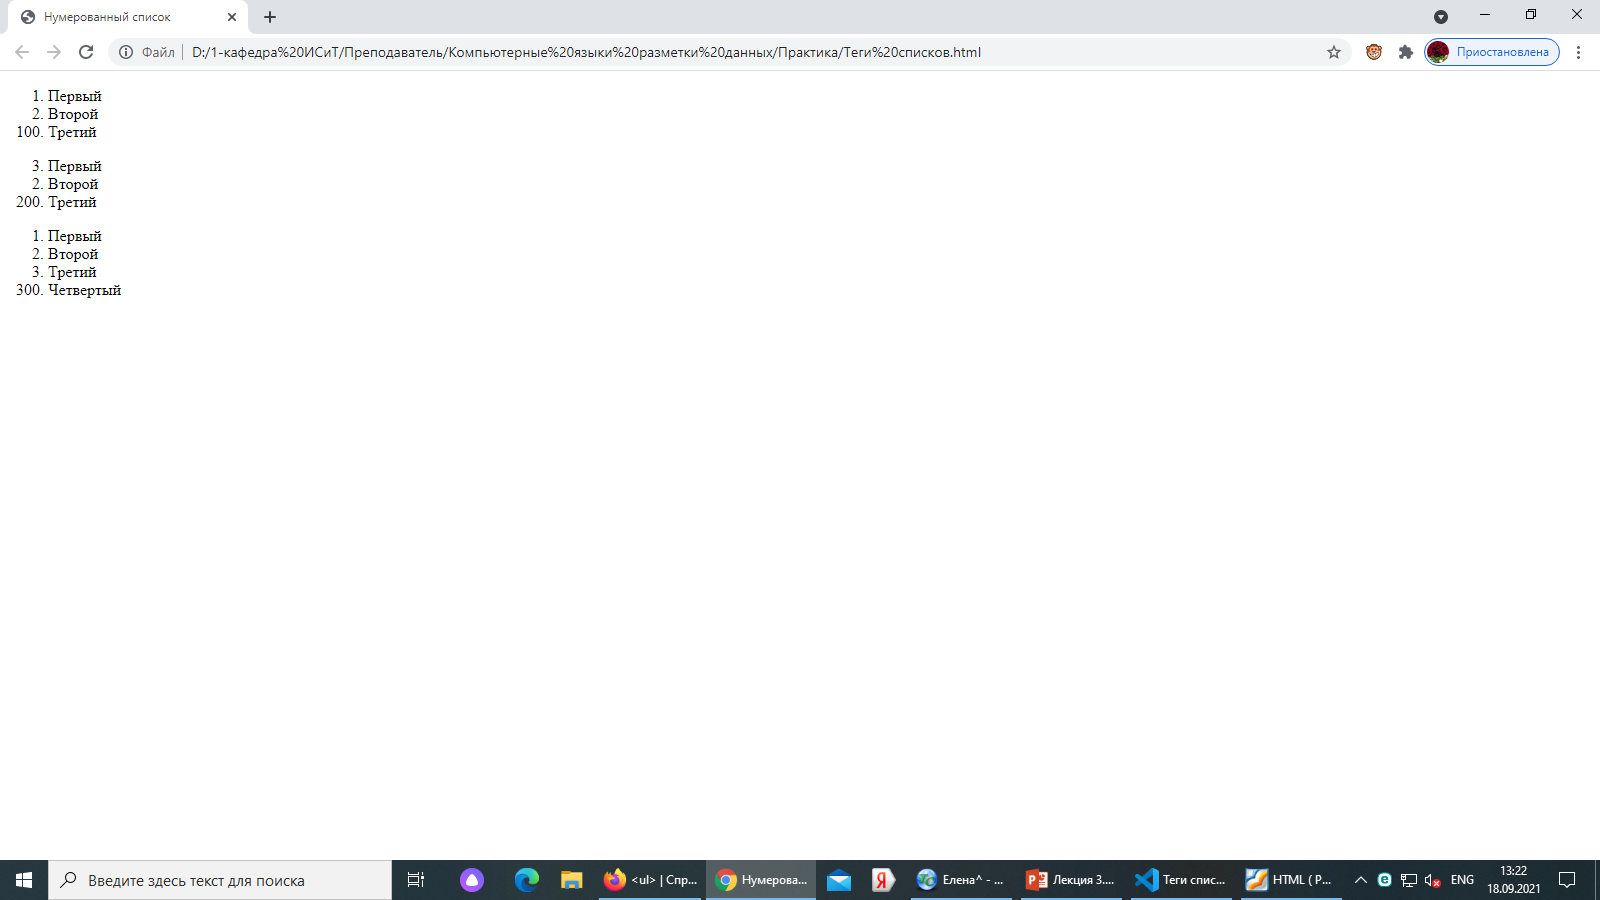 Нумерованный список
Файл D:/1-кафедра%20ИСиТ/Преподаватель/Компьютерные%20языки%20разметки%20данных/Практика/Теги%20списков.html
Приостановлена
1. Первый
2. Второй
100. Третий
3. Первый
2. Второй
200. Третий
1. Первый
2. Второй
3. Третий
300. Четвертый
Введите здесь текст для поиска
<ul> | Спр...
Нумерова...
Я
Елена^ - ...
Лекция 3....
Теги спис...
HTML ( P...
ENG
13:22
18.09.2021